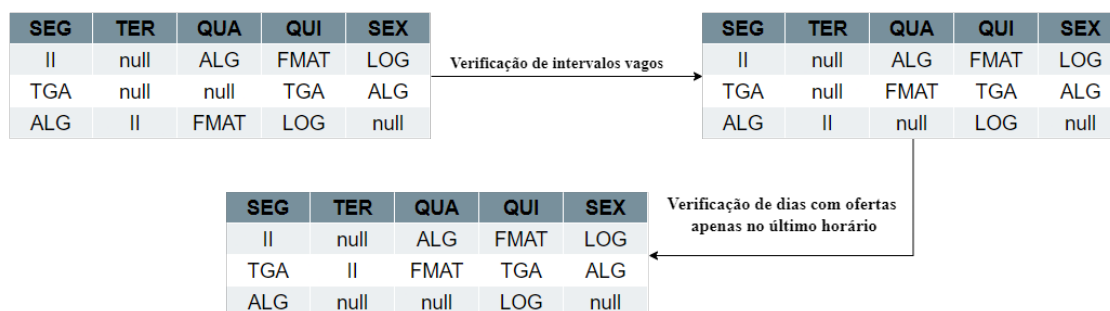 SEG TER QUA QUI SEX
II null ALG FMAT LOG
TGA null null TGA ALG
ALG II FMAT LOG null
Verificação de intervalos vagos
SEG TER QUA QUI SEX
II null ALG FMAT LOG
TGA null FMAT TGA ALG
ALG II null LOG null
Verificação de dias com ofertas
apenas no último horário
SEG TER QUA QUI SEX
II null ALG FMAT LOG
TGA II FMAT TGA ALG
ALG null null LOG null